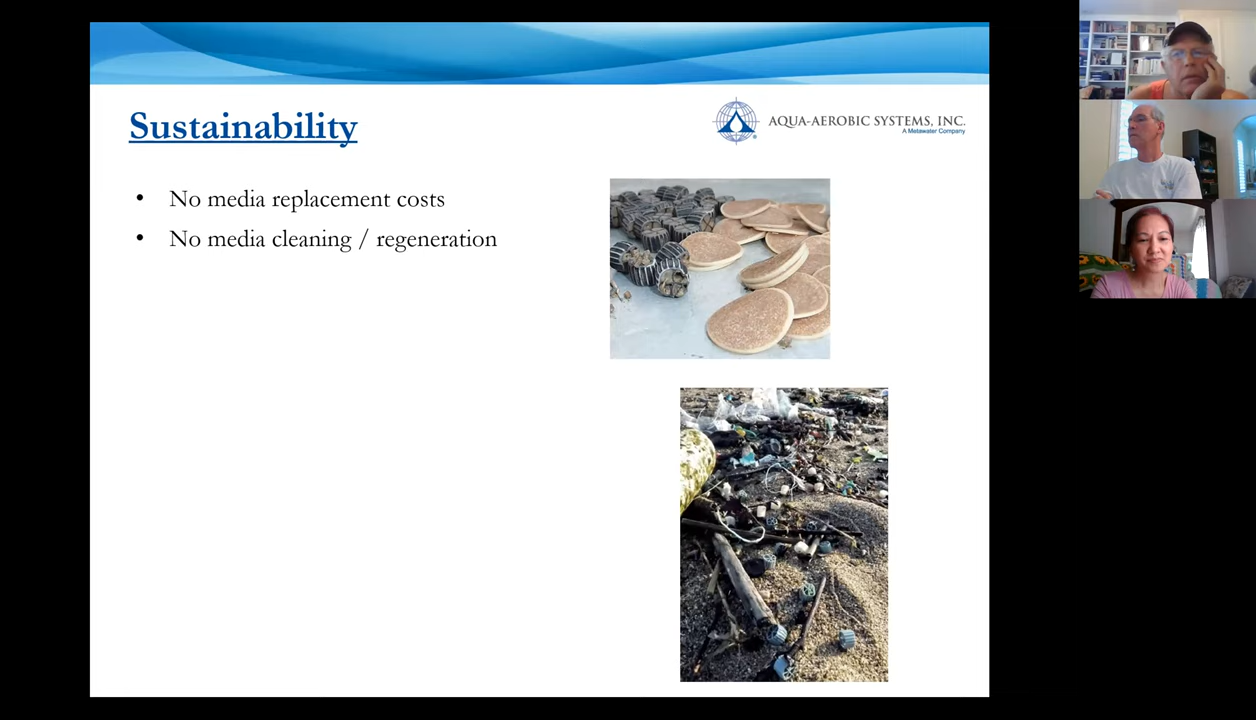 Sustainability
AQUA-AEROBIC SYSTEMS, INC.
A Metawater Company
• No media replacement costs
• No media cleaning / regeneration